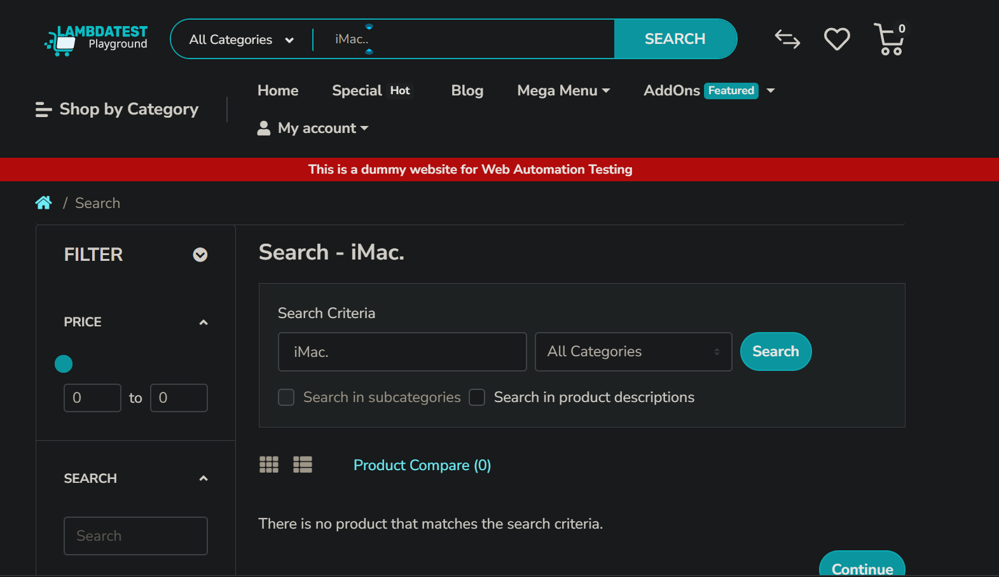 LAMBDATEST
Playground
All Categories
iMac..
SEARCH
0
Shop by Category
Home
Special Hot
Blog
Mega Menu
AddOns Featured
My account
This is a dummy website for Web Automation Testing
/ Search
FILTER
PRICE
0 to 0
SEARCH
Search
Search - iMac.
Search Criteria
iMac.
All Categories
Search
Search in subcategories
Search in product descriptions
Product Compare (0)
There is no product that matches the search criteria.
Continue